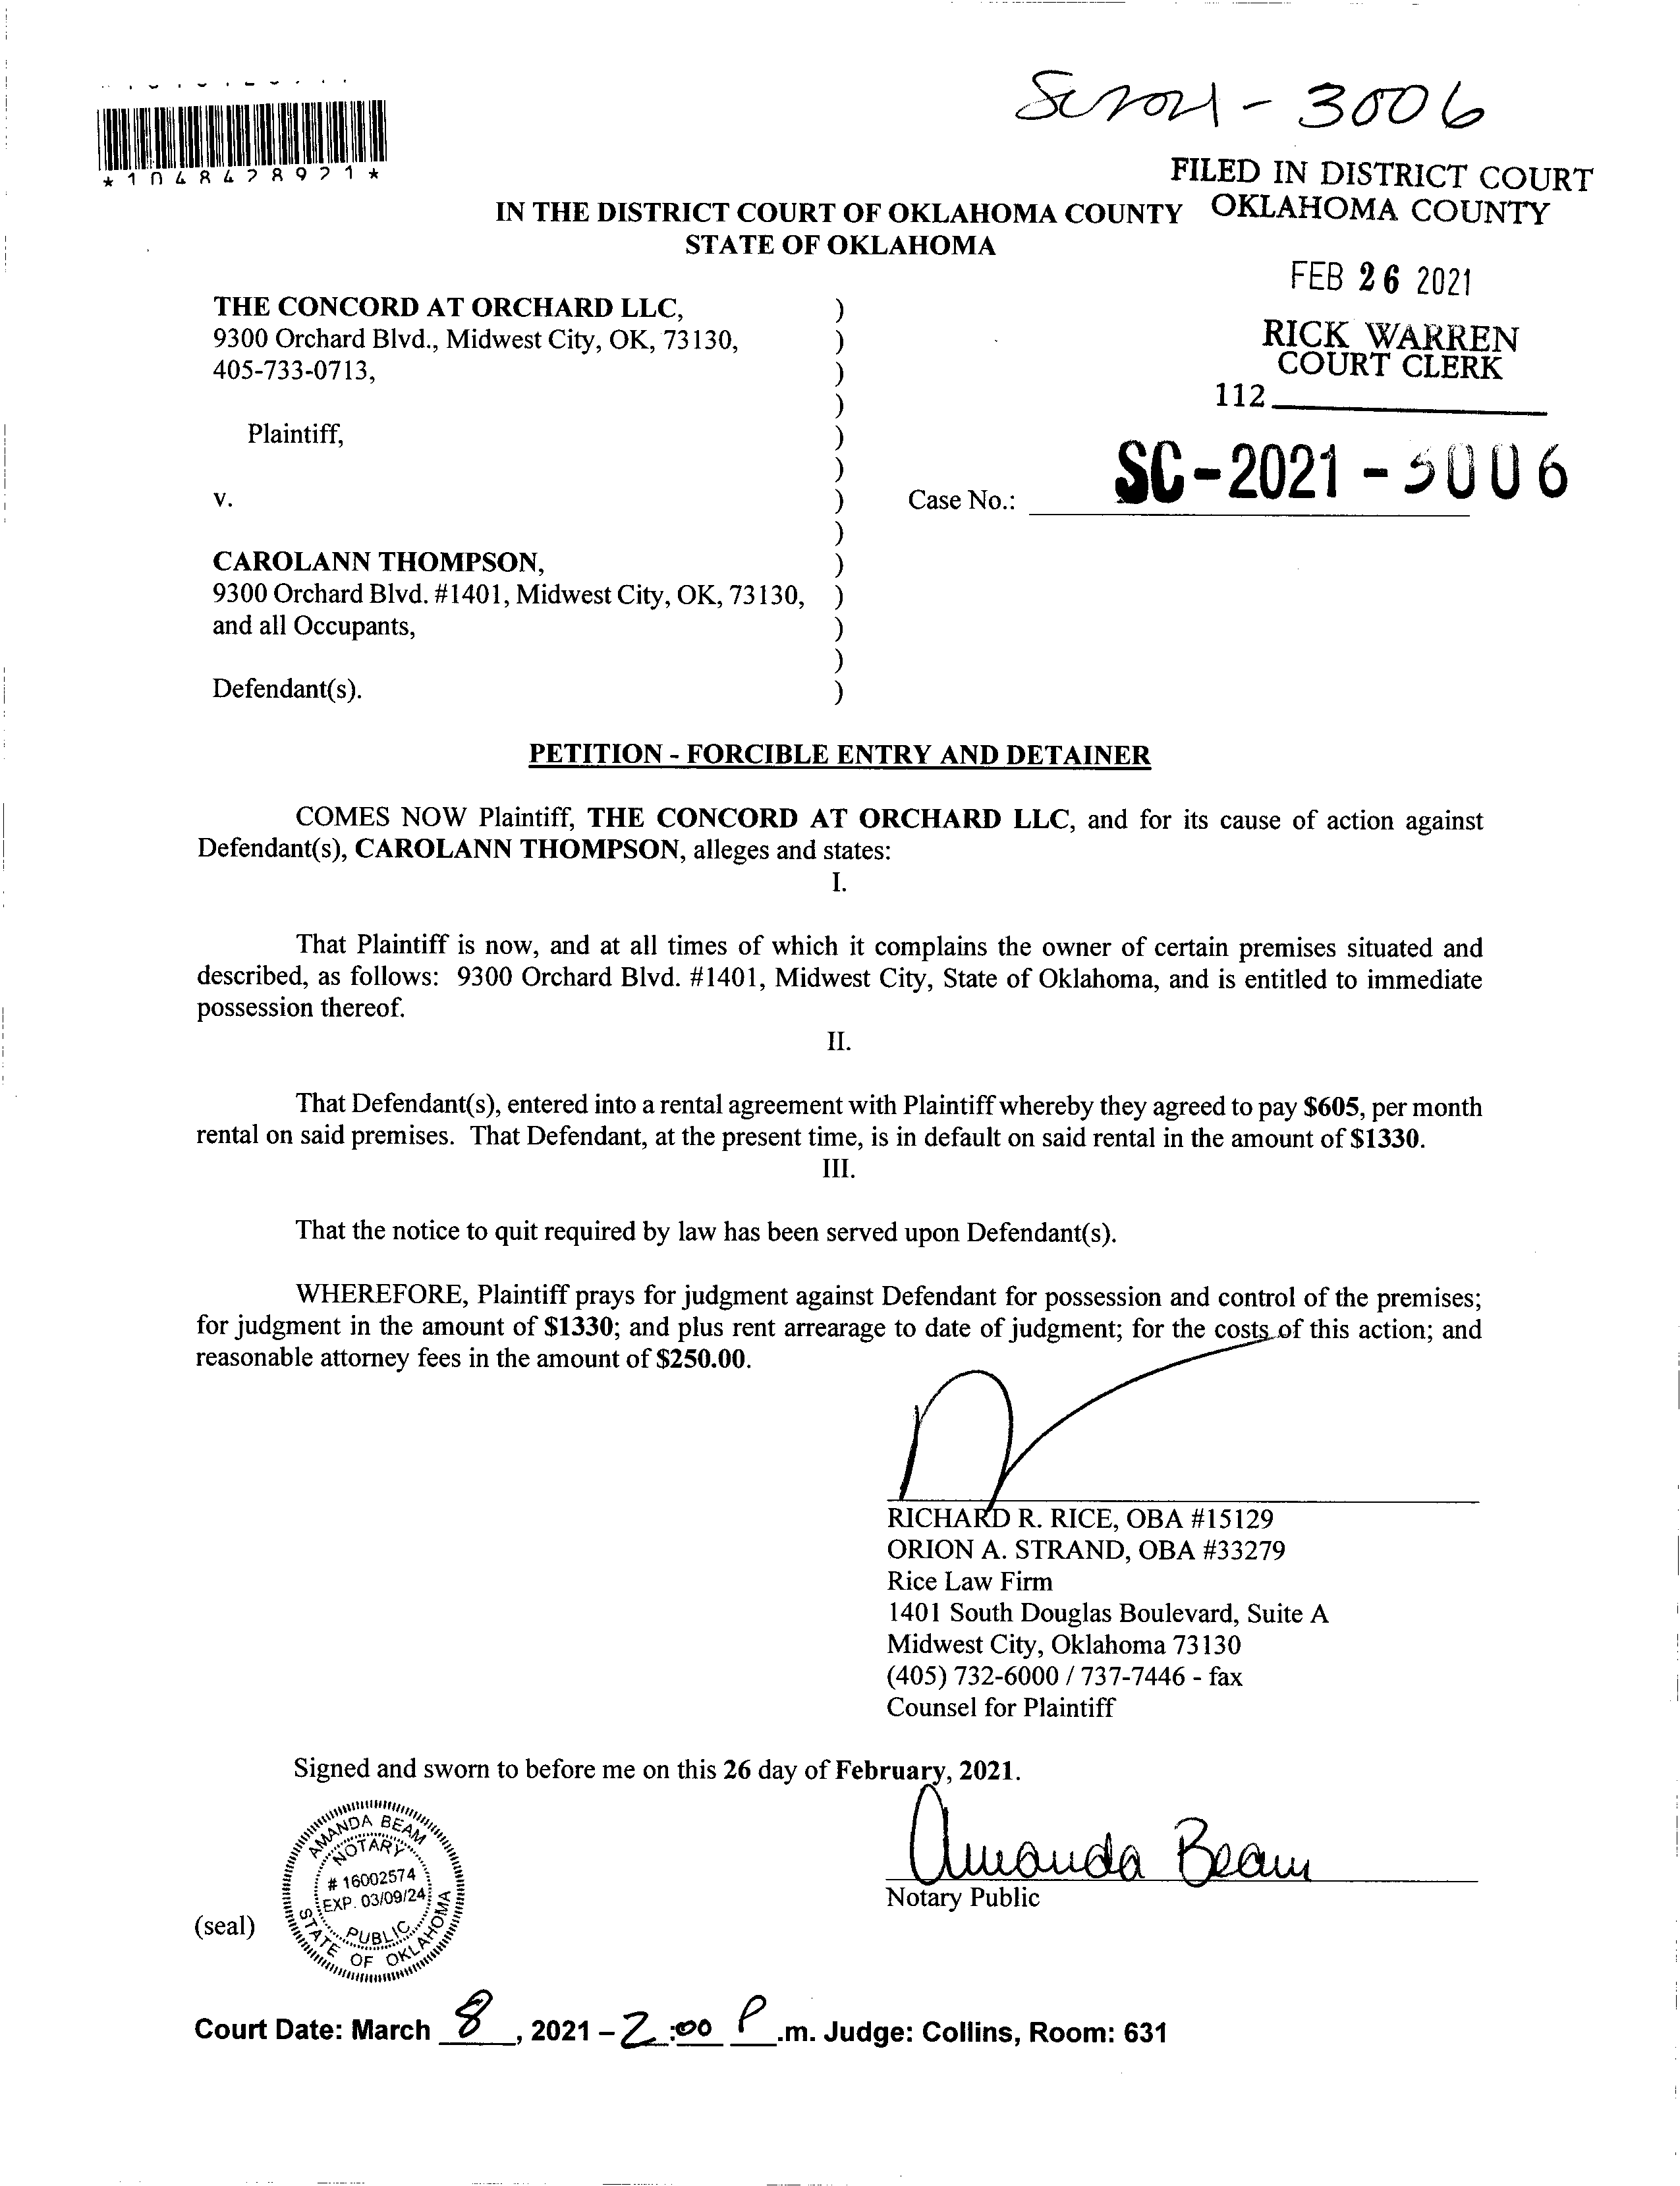 SC2021-3006
*1048478971*
FILED IN DISTRICT COURT
OKLAHOMA COUNTY
IN THE DISTRICT COURT OF OKLAHOMA COUNTY
STATE OF OKLAHOMA
FEB 26 2021
RICK WARREN
COURT CLERK
112
THE CONCORD AT ORCHARD LLC, )
9300 Orchard Blvd., Midwest City, OK, 73130, )
405-733-0713, )
)
Plaintiff, )
)
v. ) Case No.: SC-2021-3006
)
CAROLANN THOMPSON, )
9300 Orchard Blvd. #1401, Midwest City, OK, 73130, )
and all Occupants, )
)
Defendant(s). )
PETITION - FORCIBLE ENTRY AND DETAINER
COMES NOW Plaintiff, THE CONCORD AT ORCHARD LLC, and for its cause of action against
Defendant(s), CAROLANN THOMPSON, alleges and states:
I.
That Plaintiff is now, and at all times of which it complains the owner of certain premises situated and
described, as follows: 9300 Orchard Blvd. #1401, Midwest City, State of Oklahoma, and is entitled to immediate
possession thereof.
II.
That Defendant(s), entered into a rental agreement with Plaintiff whereby they agreed to pay $605, per month
rental on said premises. That Defendant, at the present time, is in default on said rental in the amount of $1330.
III.
That the notice to quit required by law has been served upon Defendant(s).
WHEREFORE, Plaintiff prays for judgment against Defendant for possession and control of the premises;
for judgment in the amount of $1330; and plus rent arrearage to date of judgment; for the costs of this action; and
reasonable attorney fees in the amount of $250.00.
RICHARD R. RICE, OBA #15129
ORION A. STRAND, OBA #33279
Rice Law Firm
1401 South Douglas Boulevard, Suite A
Midwest City, Oklahoma 73130
(405) 732-6000 / 737-7446 - fax
Counsel for Plaintiff
Signed and sworn to before me on this 26 day of February, 2021.
Amanda Beam
Notary Public
AMANDA BEAM
NOTARY
# 16002574
EXP. 03/09/24
PUBLIC
STATE OF OKLAHOMA
(seal)
Court Date: March 8, 2021 – 2:00 P.m. Judge: Collins, Room: 631